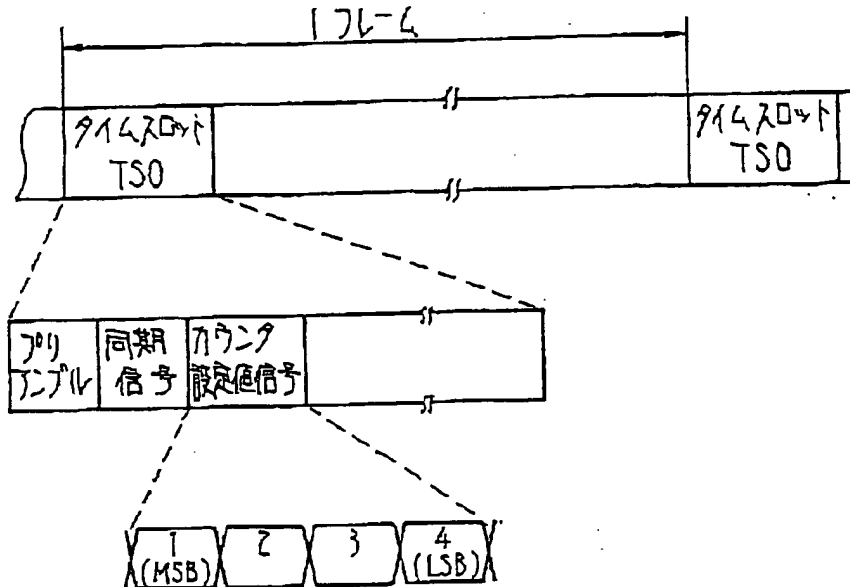 1フレーム
タイムスロット
TS0
タイムスロット
TS0
プリ
アンブル
同期
信号
カウンタ
設定値信号
1
(MSB)
2
3
4
(LSB)